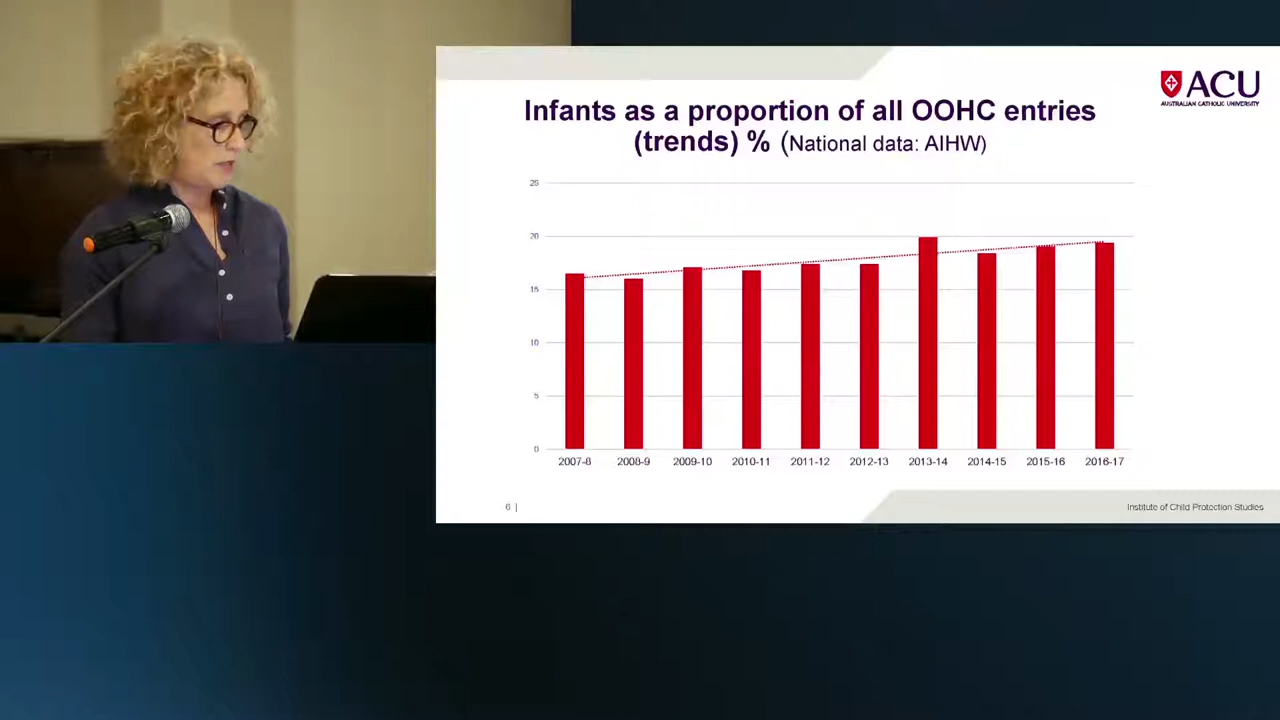 ACU
AUSTRALIAN CATHOLIC UNIVERSITY
Infants as a proportion of all OOHC entries
(trends) % (National data: AIHW)
25
20
15
10
5
0
2007-8 2008-9 2009-10 2010-11 2011-12 2012-13 2013-14 2014-15 2015-16 2016-17
6 |
Institute of Child Protection Studies